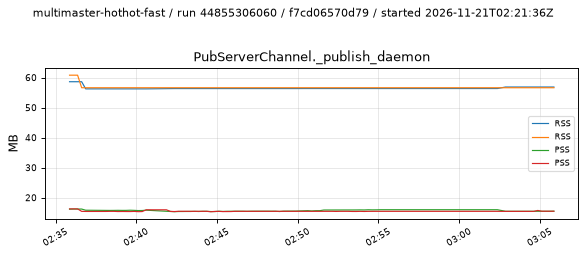 multimaster-hothot-fast / run 44855306060 / f7cd06570d79 / started 2026-11-21T02:21:36Z
PubServerChannel._publish_daemon
MB
60
50
40
30
20
RSS
RSS
PSS
PSS
02:35
02:40
02:45
02:50
02:55
03:00
03:05